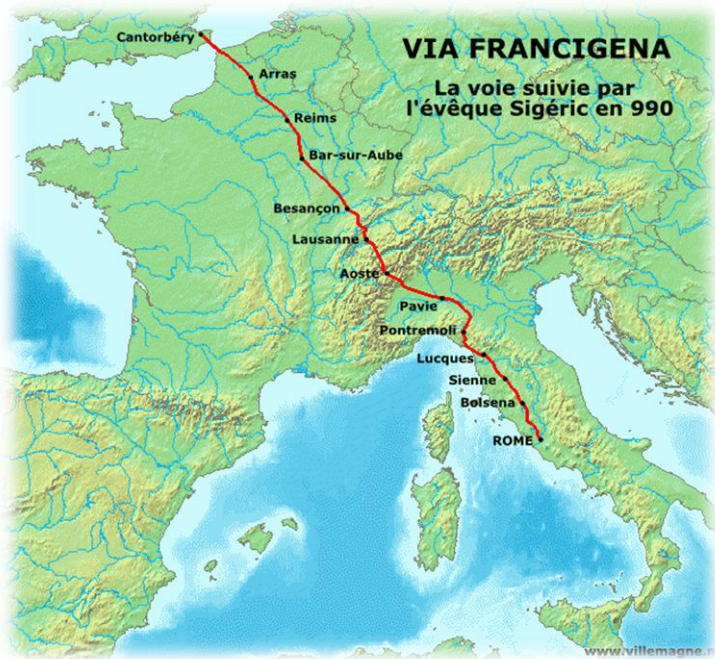 VIA FRANCIGENA
La voie suivie par
l'évêque Sigéric en 990
Cantorbéry
Arras
Reims
Bar-sur-Aube
Besançon
Lausanne
Aoste
Pavie
Pontremoli
Lucques
Sienne
Bolsena
ROME
www.villemagne.n